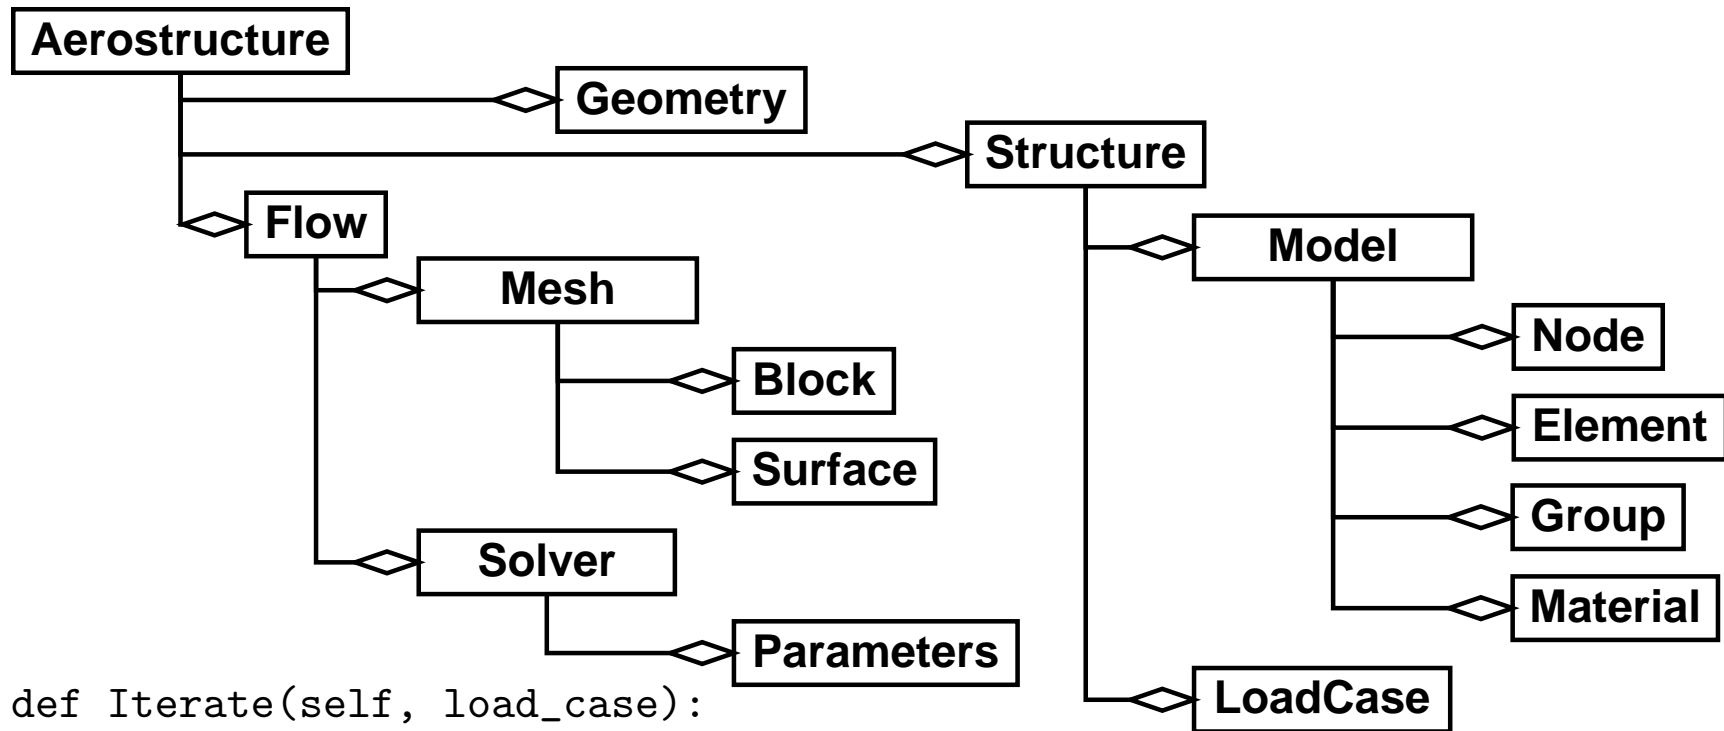 Aerostructure
Geometry
Structure
Flow
Model
Mesh
Node
Block
Element
Surface
Group
Solver
Material
Parameters
LoadCase
def Iterate(self, load_case):